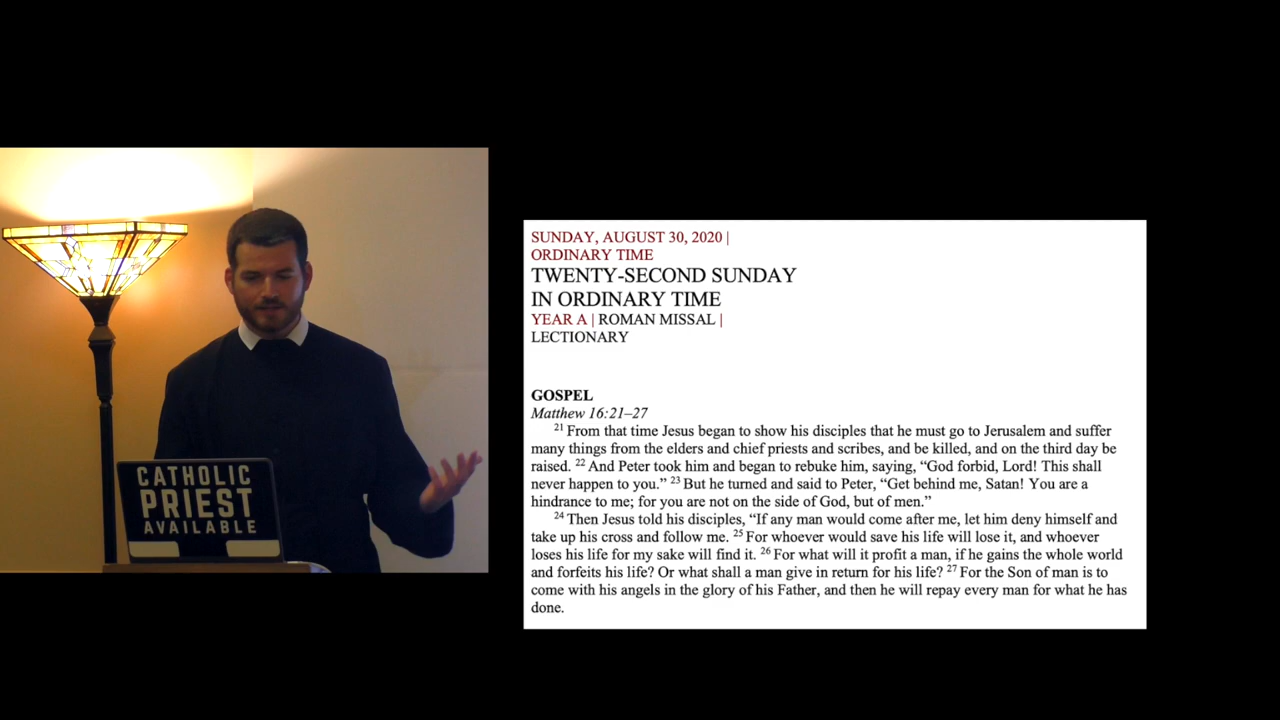 CATHOLIC
PRIEST
AVAILABLE
SUNDAY, AUGUST 30, 2020 |
ORDINARY TIME
TWENTY-SECOND SUNDAY
IN ORDINARY TIME
YEAR A | ROMAN MISSAL |
LECTIONARY
GOSPEL
Matthew 16:21–27
21 From that time Jesus began to show his disciples that he must go to Jerusalem and suffer
many things from the elders and chief priests and scribes, and be killed, and on the third day be
raised. 22 And Peter took him and began to rebuke him, saying, “God forbid, Lord! This shall
never happen to you.” 23 But he turned and said to Peter, “Get behind me, Satan! You are a
hindrance to me; for you are not on the side of God, but of men.”
24 Then Jesus told his disciples, “If any man would come after me, let him deny himself and
take up his cross and follow me. 25 For whoever would save his life will lose it, and whoever
loses his life for my sake will find it. 26 For what will it profit a man, if he gains the whole world
and forfeits his life? Or what shall a man give in return for his life? 27 For the Son of man is to
come with his angels in the glory of his Father, and then he will repay every man for what he has
done.